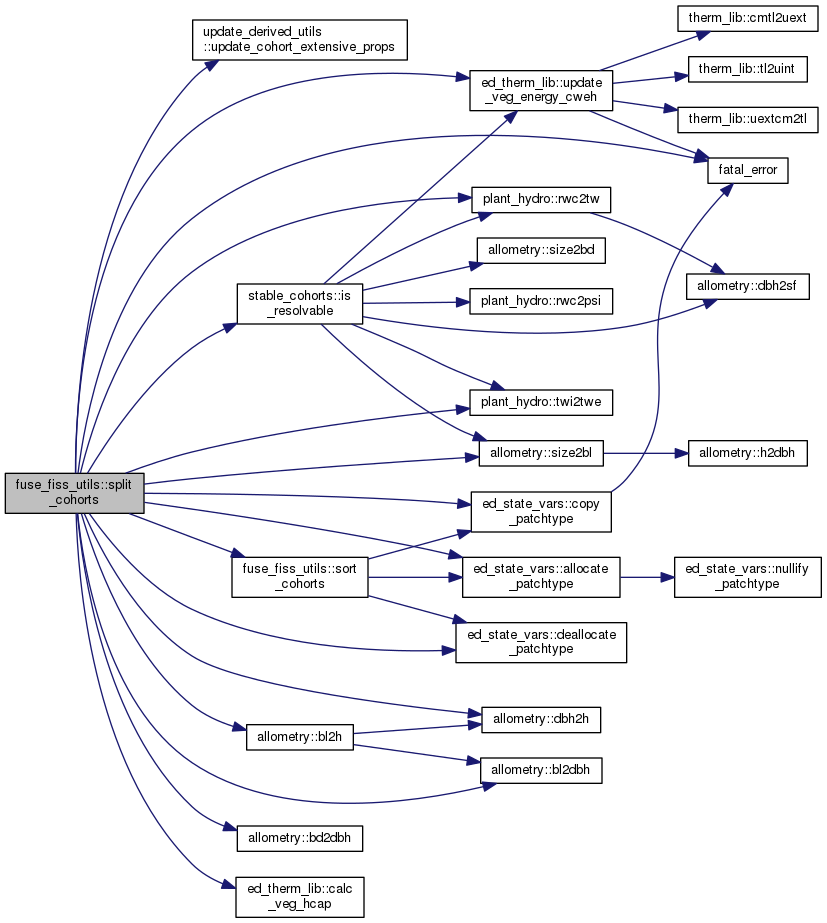 update_derived_utils
::update_cohort_extensive_props
therm_lib::cmtl2uext
ed_therm_lib::update
_veg_energy_cweh
therm_lib::tl2uint
therm_lib::uextcm2tl
fatal_error
plant_hydro::rwc2tw
allometry::size2bd
allometry::dbh2sf
stable_cohorts::is
_resolvable
plant_hydro::rwc2psi
plant_hydro::twi2twe
allometry::size2bl
allometry::h2dbh
fuse_fiss_utils::split
_cohorts
ed_state_vars::copy
_patchtype
fuse_fiss_utils::sort
_cohorts
ed_state_vars::allocate
_patchtype
ed_state_vars::nullify
_patchtype
ed_state_vars::deallocate
_patchtype
allometry::dbh2h
allometry::bl2h
allometry::bl2dbh
allometry::bd2dbh
ed_therm_lib::calc
_veg_hcap